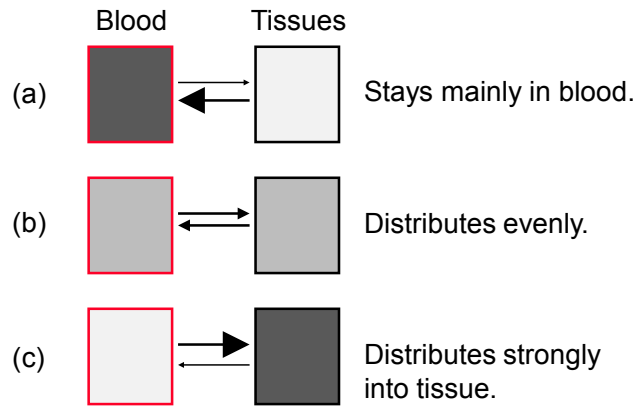 Blood Tissues
(a) Stays mainly in blood.
(b) Distributes evenly.
(c) Distributes strongly
into tissue.